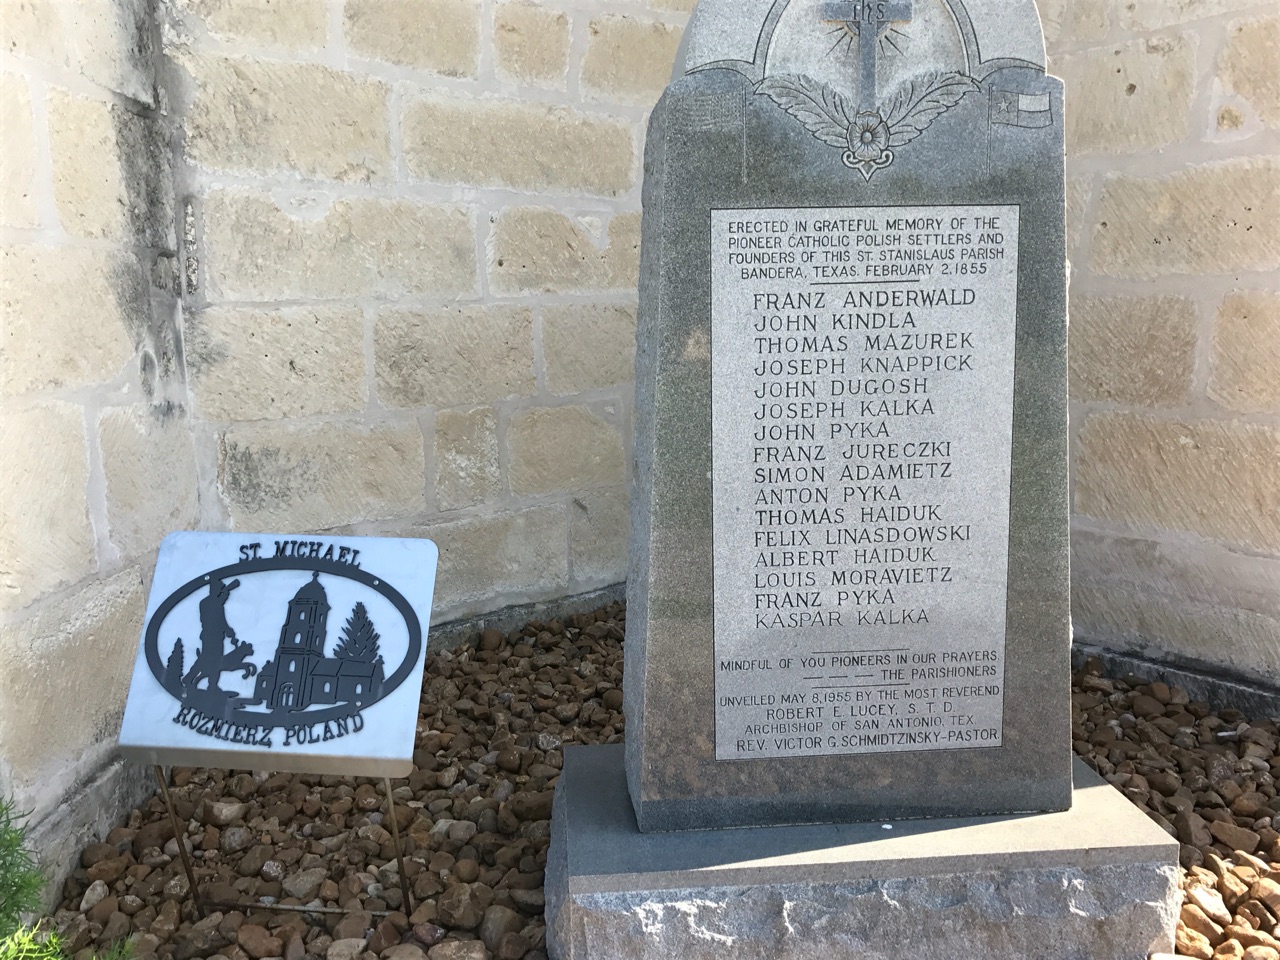 IHS
ERECTED IN GRATEFUL MEMORY OF THE
PIONEER CATHOLIC POLISH SETTLERS AND
FOUNDERS OF THIS ST. STANISLAUS PARISH
BANDERA, TEXAS. FEBRUARY 2.1855
FRANZ ANDERWALD
JOHN KINDLA
THOMAS MAZUREK
JOSEPH KNAPPICK
JOHN DUGOSH
JOSEPH KALKA
JOHN PYKA
FRANZ JURECZKI
SIMON ADAMIETZ
ANTON PYKA
THOMAS HAIDUK
FELIX LINASDOWSKI
ALBERT HAIDUK
LOUIS MORAVIETZ
FRANZ PYKA
KASPAR KALKA
MINDFUL OF YOU PIONEERS IN OUR PRAYERS
THE PARISHIONERS
UNVEILED MAY 8,1955 BY THE MOST REVEREND
ROBERT E. LUCEY, S. T. D.
ARCHBISHOP OF SAN ANTONIO, TEX.
REV. VICTOR G. SCHMIDTZINSKY-PASTOR
ST. MICHAEL
ROZMIERZ POLAND